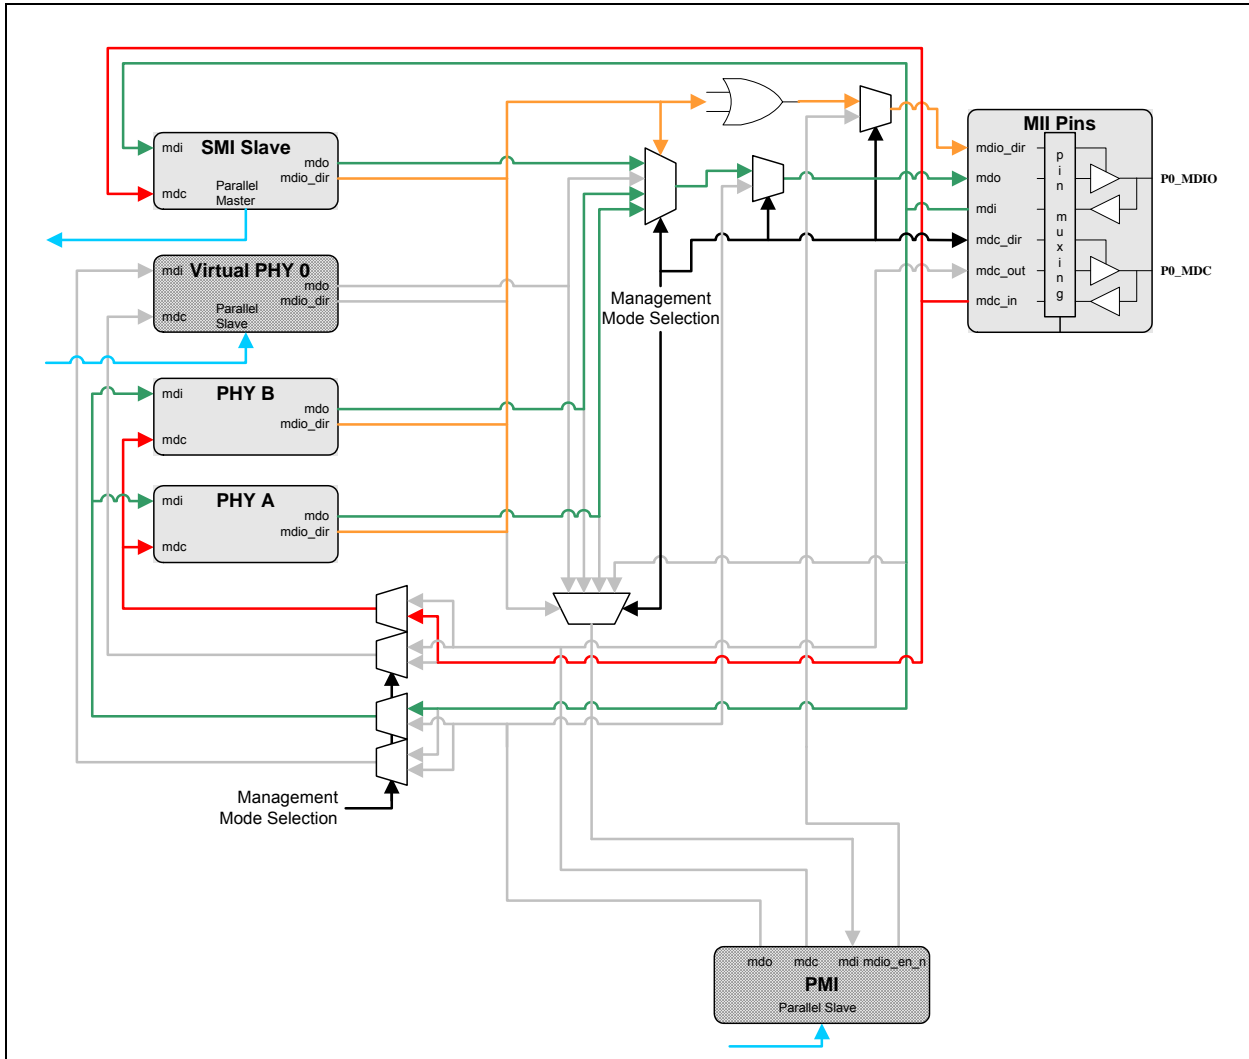 MII Pins
SMI Slave
mdi
mdo
mdio_dir
mdc
Parallel
Master
mdio_dir
mdo
mdi
mdc_dir
mdc_out
mdc_in
pin muxing
P0_MDIO
P0_MDC
Virtual PHY 0
mdi
mdo
mdio_dir
mdc
Parallel
Slave
Management
Mode Selection
PHY B
mdi
mdo
mdio_dir
mdc
PHY A
mdi
mdo
mdio_dir
mdc
Management
Mode Selection
mdo mdc mdi mdio_en_n
PMI
Parallel Slave